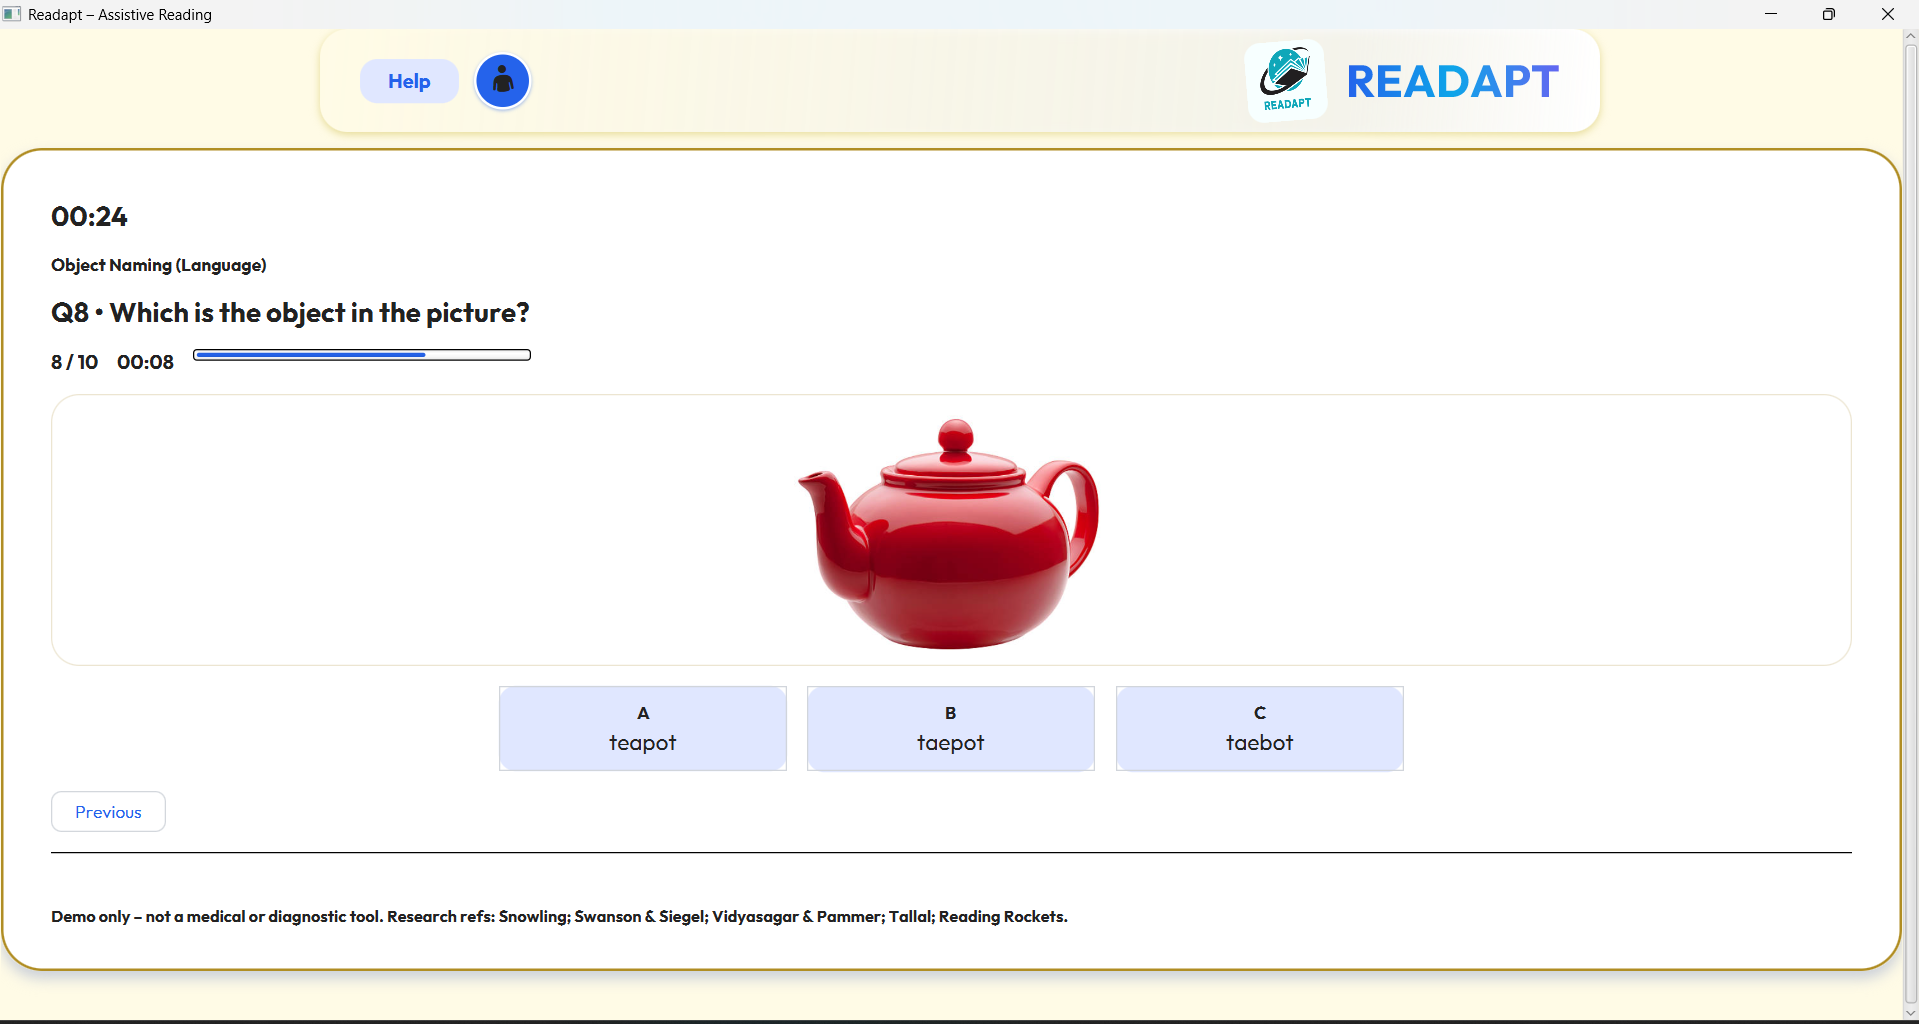 Readapt – Assistive Reading
Help
READAPT
READAPT
00:24
Object Naming (Language)
Q8 • Which is the object in the picture?
8 / 10 00:08
A
teapot
B
taepot
C
taebot
Previous
Demo only – not a medical or diagnostic tool. Research refs: Snowling; Swanson & Siegel; Vidyasagar & Pammer; Tallal; Reading Rockets.